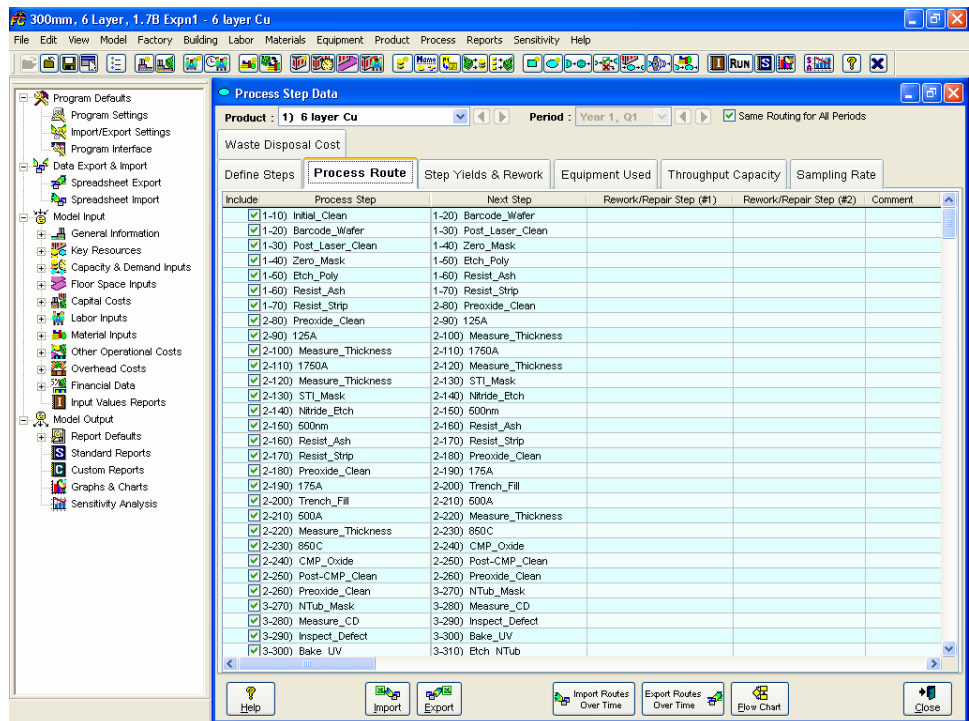 300mm, 6 Layer, 1.7B Expn1 - 6 layer Cu
File Edit View Model Factory Building Labor Materials Equipment Product Process Reports Sensitivity Help
RUN
Program Defaults
Program Settings
Import/Export Settings
Program Interface
Data Export & Import
Spreadsheet Export
Spreadsheet Import
Model Input
General Information
Key Resources
Capacity & Demand Inputs
Floor Space Inputs
Capital Costs
Labor Inputs
Material Inputs
Other Operational Costs
Overhead Costs
Financial Data
Input Values Reports
Model Output
Report Defaults
Standard Reports
Custom Reports
Graphs & Charts
Sensitivity Analysis
Process Step Data
Product : 1) 6 layer Cu Period : Year 1, Q1 Same Routing for All Periods
Waste Disposal Cost
Define Steps Process Route Step Yields & Rework Equipment Used Throughput Capacity Sampling Rate
Include Process Step Next Step Rework/Repair Step (#1) Rework/Repair Step (#2) Comment
1-10) Initial_Clean 1-20) Barcode_Wafer
1-20) Barcode_Wafer 1-30) Post_Laser_Clean
1-30) Post_Laser_Clean 1-40) Zero_Mask
1-40) Zero_Mask 1-50) Etch_Poly
1-50) Etch_Poly 1-60) Resist_Ash
1-60) Resist_Ash 1-70) Resist_Strip
1-70) Resist_Strip 2-80) Preoxide_Clean
2-80) Preoxide_Clean 2-90) 125A
2-90) 125A 2-100) Measure_Thickness
2-100) Measure_Thickness 2-110) 1750A
2-110) 1750A 2-120) Measure_Thickness
2-120) Measure_Thickness 2-130) STI_Mask
2-130) STI_Mask 2-140) Nitride_Etch
2-140) Nitride_Etch 2-150) 500nm
2-150) 500nm 2-160) Resist_Ash
2-160) Resist_Ash 2-170) Resist_Strip
2-170) Resist_Strip 2-180) Preoxide_Clean
2-180) Preoxide_Clean 2-190) 175A
2-190) 175A 2-200) Trench_Fill
2-200) Trench_Fill 2-210) 500A
2-210) 500A 2-220) Measure_Thickness
2-220) Measure_Thickness 2-230) 850C
2-230) 850C 2-240) CMP_Oxide
2-240) CMP_Oxide 2-250) Post-CMP_Clean
2-250) Post-CMP_Clean 2-260) Preoxide_Clean
2-260) Preoxide_Clean 3-270) NTub_Mask
3-270) NTub_Mask 3-280) Measure_CD
3-280) Measure_CD 3-290) Inspect_Defect
3-290) Inspect_Defect 3-300) Bake_UV
3-300) Bake_UV 3-310) Etch_NTub
Help Import Export Import Routes Over Time Export Routes Over Time Flow Chart Close